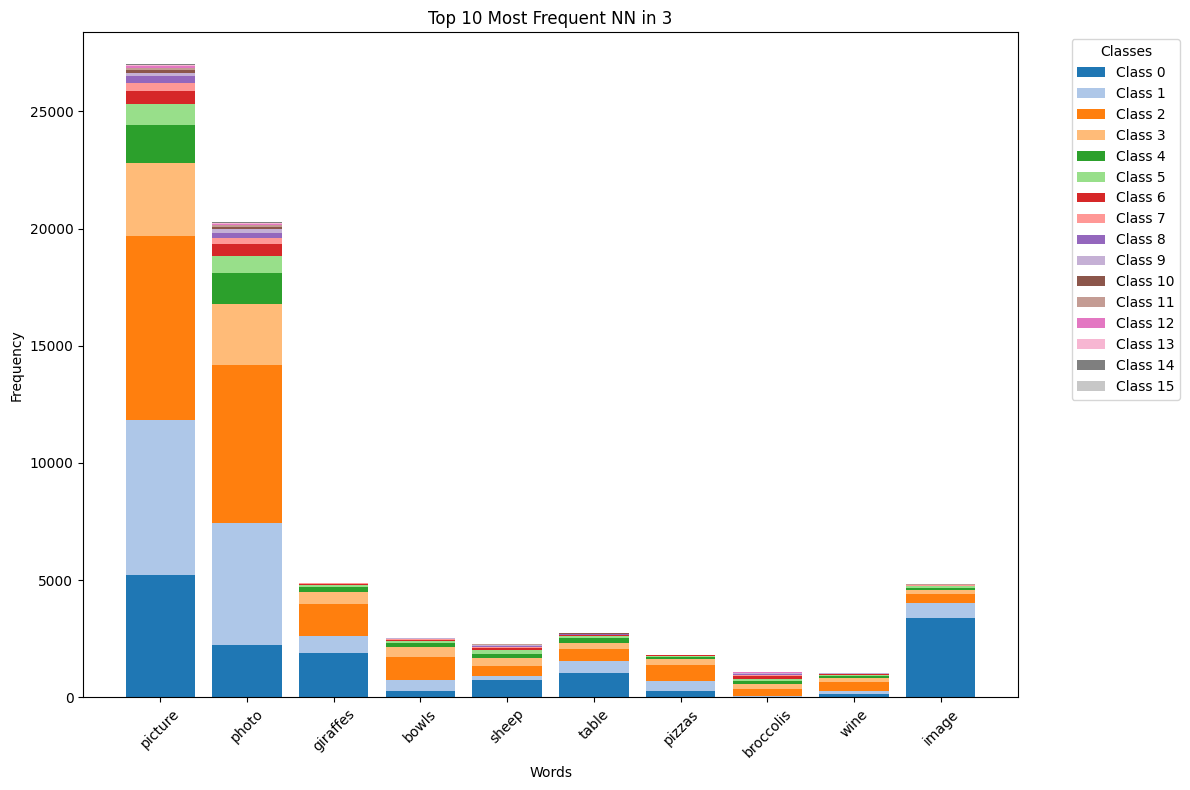 Top 10 Most Frequent NN in 3
Frequency
25000
20000
15000
10000
5000
0
picture
photo
giraffes
bowls
sheep
table
pizzas
broccolis
wine
image
Words
Classes
Class 0
Class 1
Class 2
Class 3
Class 4
Class 5
Class 6
Class 7
Class 8
Class 9
Class 10
Class 11
Class 12
Class 13
Class 14
Class 15